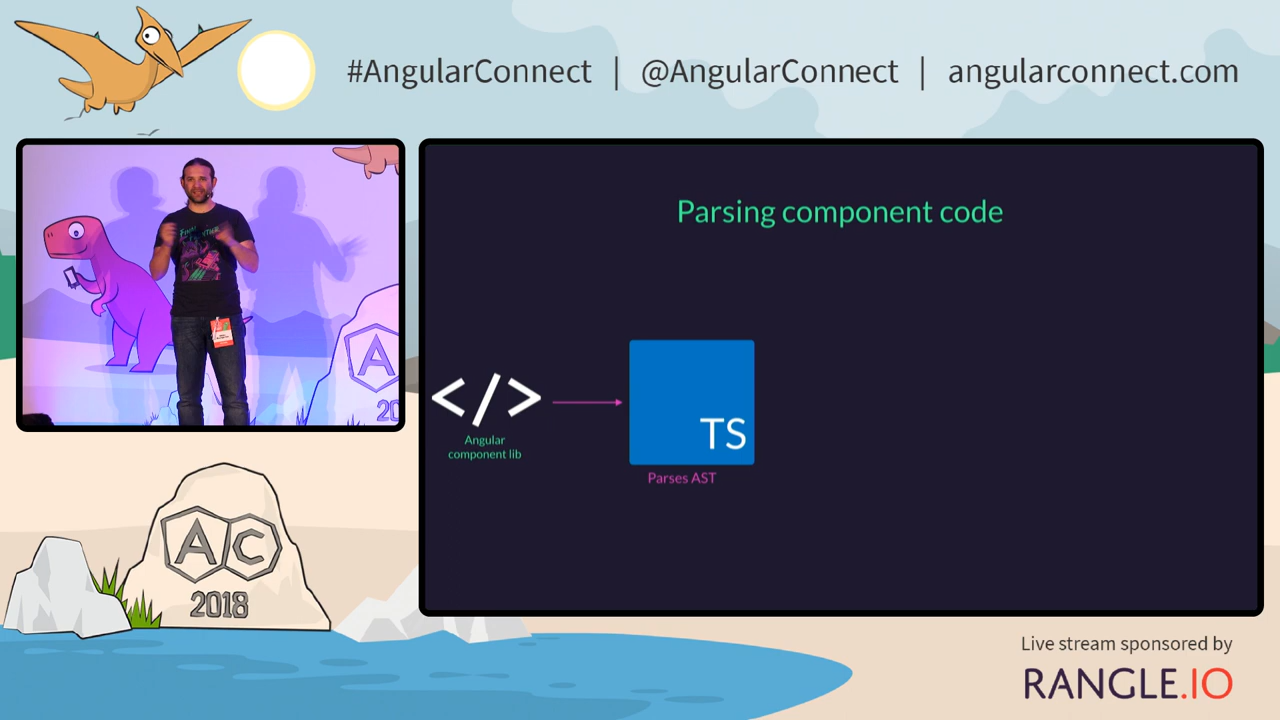 #AngularConnect | @AngularConnect | angularconnect.com
Parsing component code
</>
Angular
component lib
TS
Parses AST
A
20
AC
2018
Live stream sponsored by
RANGLE.IO